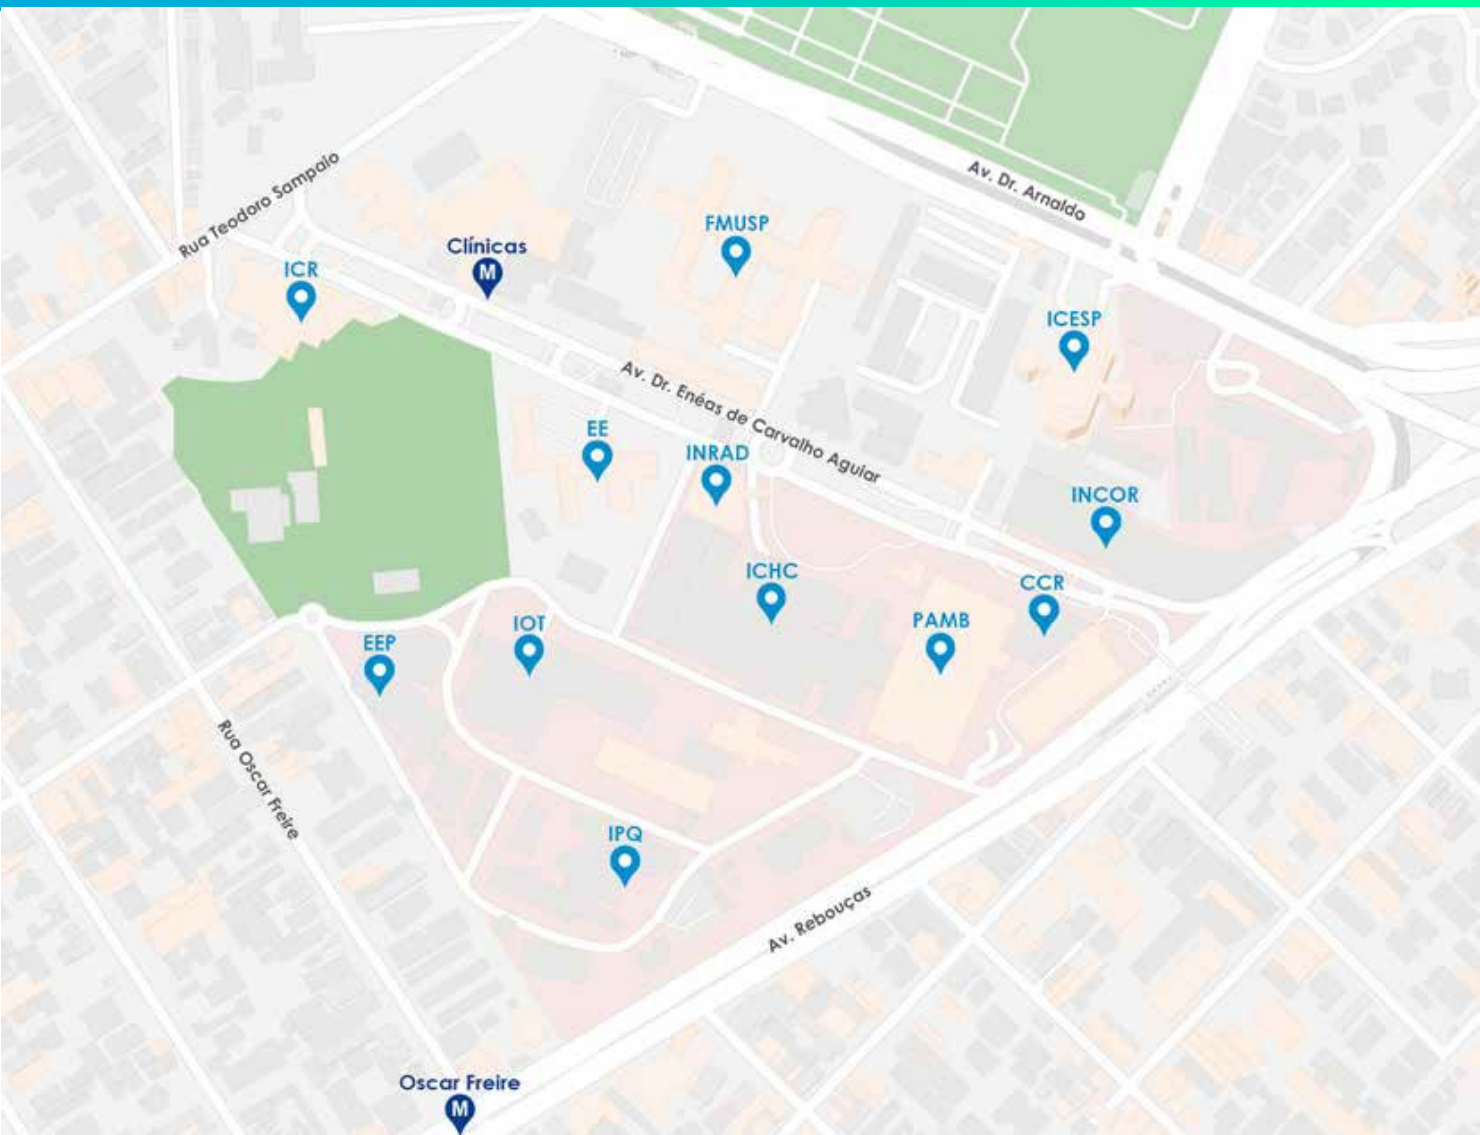 Av. Dr. Arnaldo
Rua Teodoro Sampaio
FMUSP
Clínicas
M
ICR
ICESP
Av. Dr. Enéas de Carvalho Aguiar
EE
INRAD
INCOR
ICHC
CCR
PAMB
IOT
EEP
Rua Oscar Freire
IPQ
Av. Rebouças
Oscar Freire
M